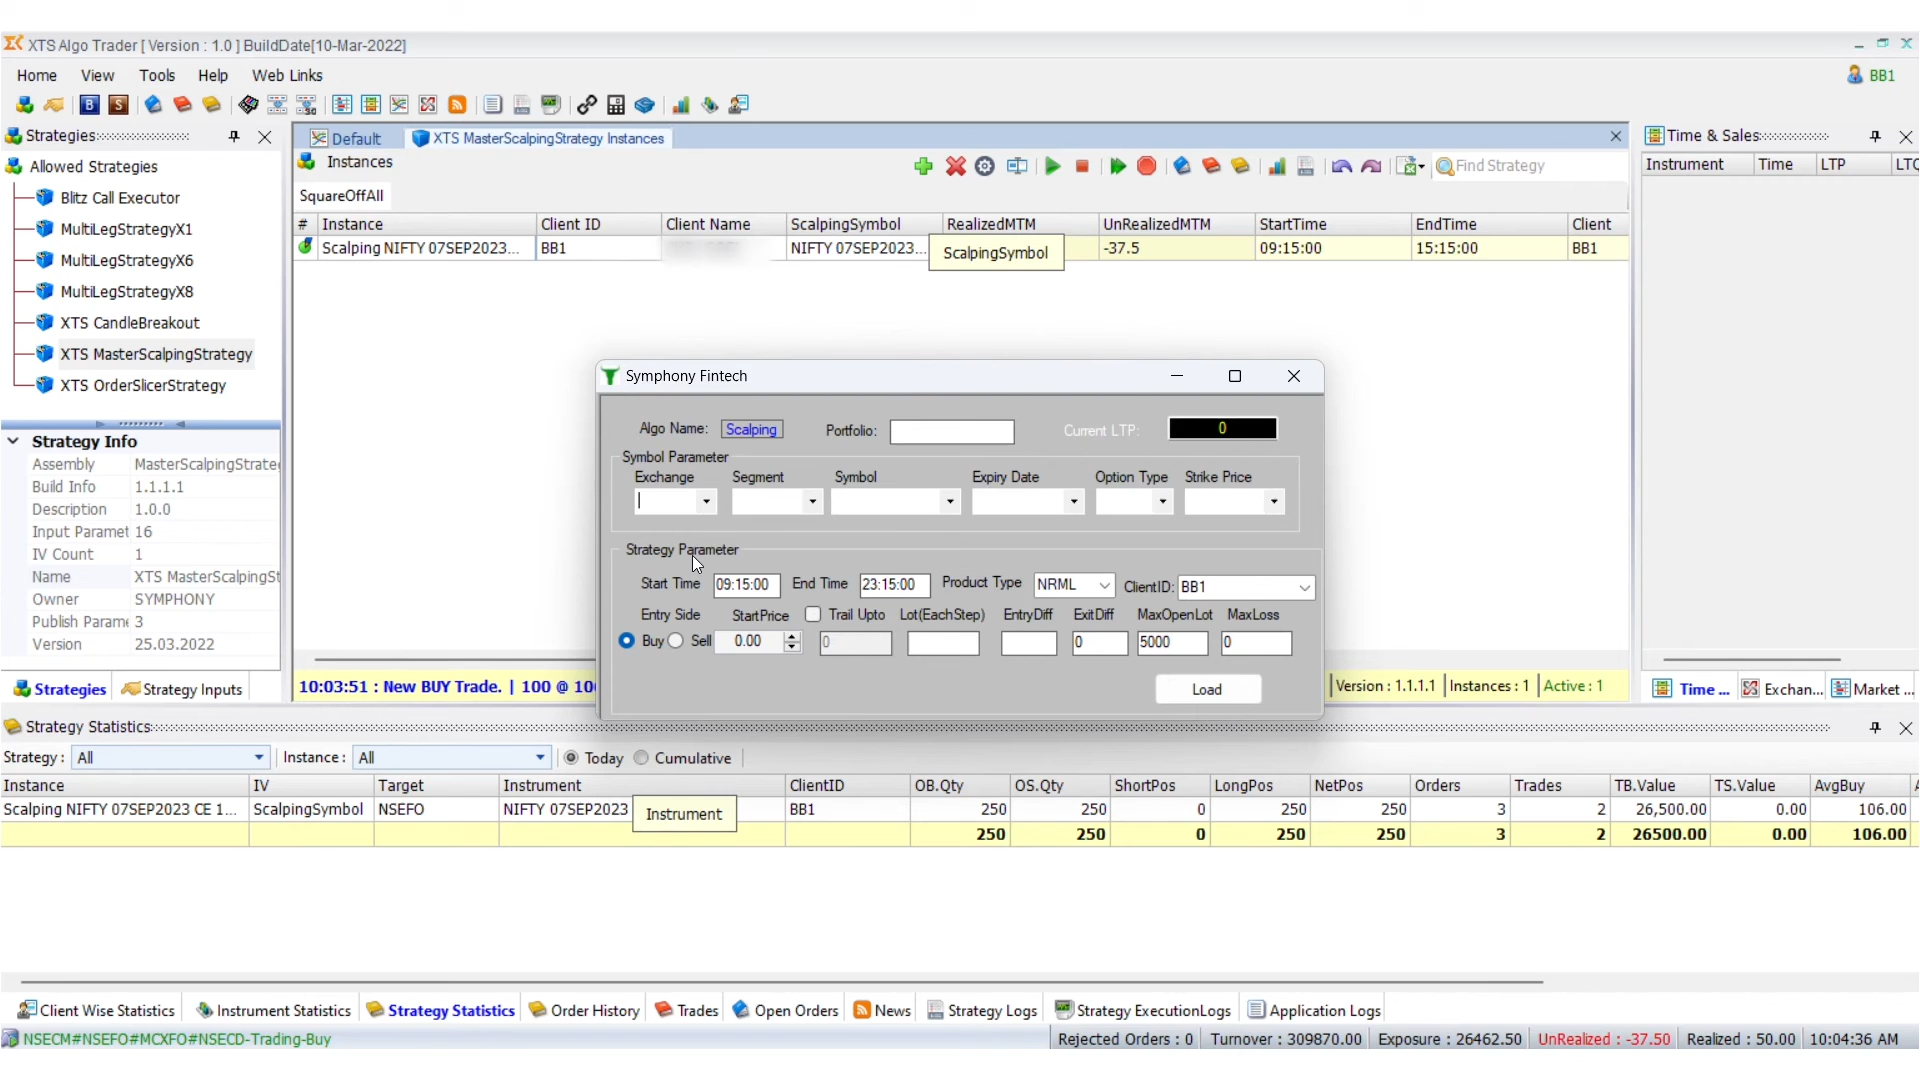 XTS Algo Trader [ Version : 1.0 ] BuildDate[10-Mar-2022]
Home View Tools Help Web Links BB1
Strategies
Allowed Strategies
Blitz Call Executor
MultiLegStrategyX1
MultiLegStrategyX6
MultiLegStrategyX8
XTS CandleBreakout
XTS MasterScalpingStrategy
XTS OrderSlicerStrategy
Strategy Info
Assembly MasterScalpingStrateg
Build Info 1.1.1.1
Description 1.0.0
Input Paramet 16
IV Count 1
Name XTS MasterScalpingSt
Owner SYMPHONY
Publish Parame 3
Version 25.03.2022
Strategies Strategy Inputs
Default XTS MasterScalpingStrategy Instances
Instances Find Strategy
SquareOffAll
# Instance Client ID Client Name ScalpingSymbol RealizedMTM UnRealizedMTM StartTime EndTime Client
Scalping NIFTY 07SEP2023... BB1 NIFTY 07SEP2023... -37.5 09:15:00 15:15:00 BB1
ScalpingSymbol
Time & Sales
Instrument Time LTP LTQ
Symphony Fintech
Algo Name: Scalping Portfolio: Current LTP: 0
Symbol Parameter
Exchange Segment Symbol Expiry Date Option Type Strike Price
Strategy Parameter
Start Time 09:15:00 End Time 23:15:00 Product Type NRML ClientID: BB1
Entry Side StartPrice Trail Upto Lot(EachStep) EntryDiff ExitDiff MaxOpenLot MaxLoss
Buy Sell 0.00 0 0 5000 0
Load
10:03:51 : New BUY Trade. | 100 @ 10
Version : 1.1.1.1 Instances : 1 Active : 1
Time ... Exchan... Market ...
Strategy Statistics
Strategy : All Instance : All Today Cumulative
Instance IV Target Instrument ClientID OB.Qty OS.Qty ShortPos LongPos NetPos Orders Trades TB.Value TS.Value AvgBuy
Scalping NIFTY 07SEP2023 CE 1... ScalpingSymbol NSEFO NIFTY 07SEP2023 BB1 250 250 0 250 250 3 2 26,500.00 0.00 106.00
Instrument
250 250 0 250 250 3 2 26500.00 0.00 106.00
Client Wise Statistics Instrument Statistics Strategy Statistics Order History Trades Open Orders News Strategy Logs Strategy ExecutionLogs Application Logs
NSECM#NSEFO#MCXFO#NSECD-Trading-Buy Rejected Orders : 0 Turnover : 309870.00 Exposure : 26462.50 UnRealized : -37.50 Realized : 50.00 10:04:36 AM